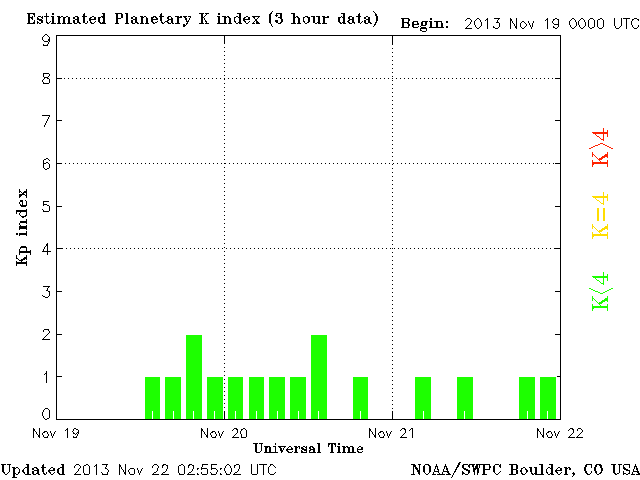 Estimated Planetary K index (3 hour data) Begin: 2013 Nov 19 0000 UTC
9
8
7
6
5
4
3
2
1
0
Kp index
K>4
K=4
K<4
Nov 19 Nov 20 Nov 21 Nov 22
Universal Time
Updated 2013 Nov 22 02:55:02 UTC NOAA/SWPC Boulder, CO USA